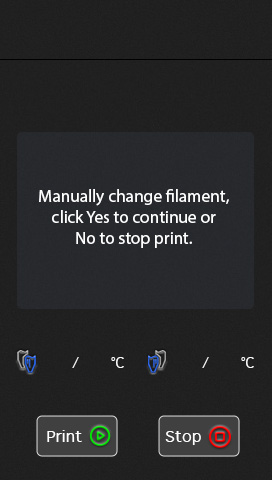 Manually change filament,
click Yes to continue or
No to stop print.
/ °C / °C
Print Stop